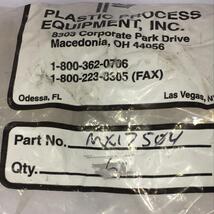 PLASTIC PROCESS
EQUIPMENT, INC.
8303 Corporate Park Drive
Macedonia, OH 44056
1-800-362-0706
1-800-223-8305 (FAX)
Odessa, FL
Las Vegas, N
Part No. MX17504
Qty.